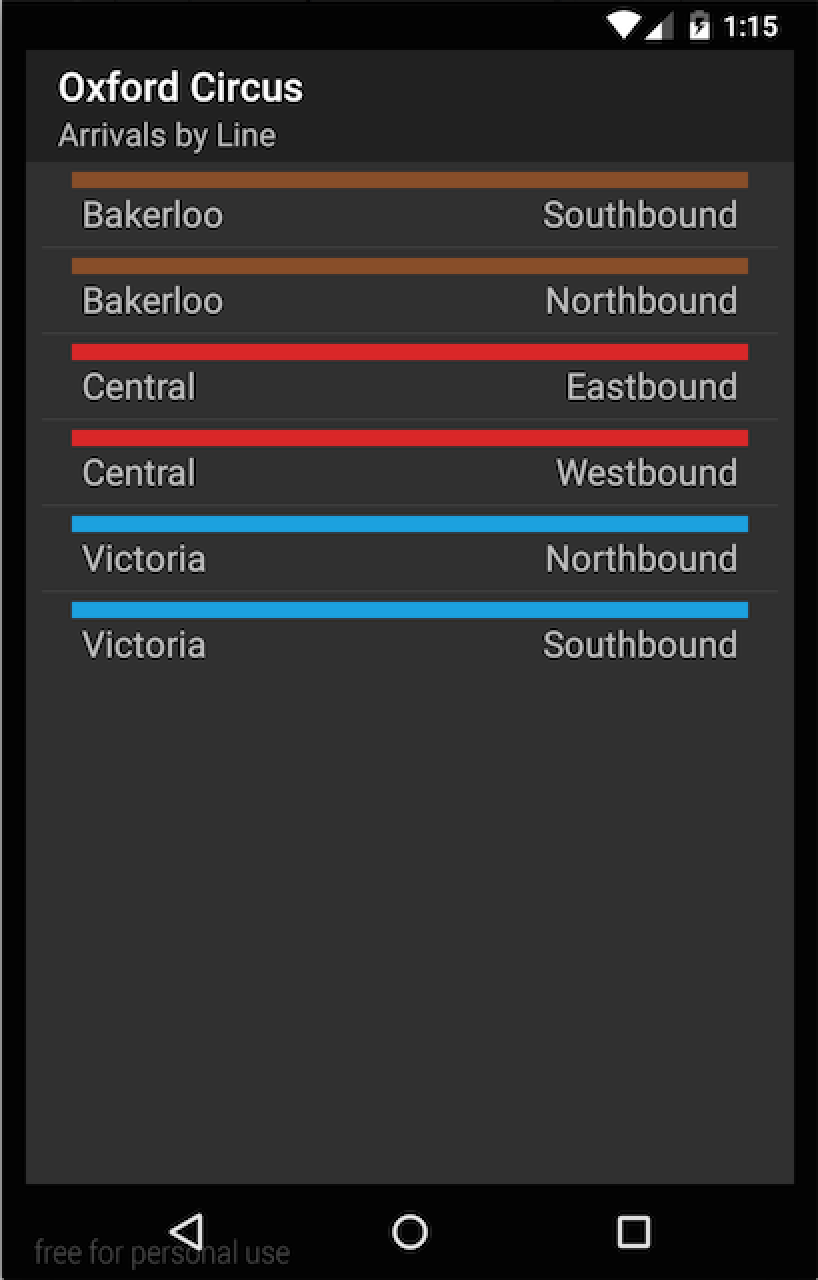 1:15
Oxford Circus
Arrivals by Line
Bakerloo Southbound
Bakerloo Northbound
Central Eastbound
Central Westbound
Victoria Northbound
Victoria Southbound
free for personal use